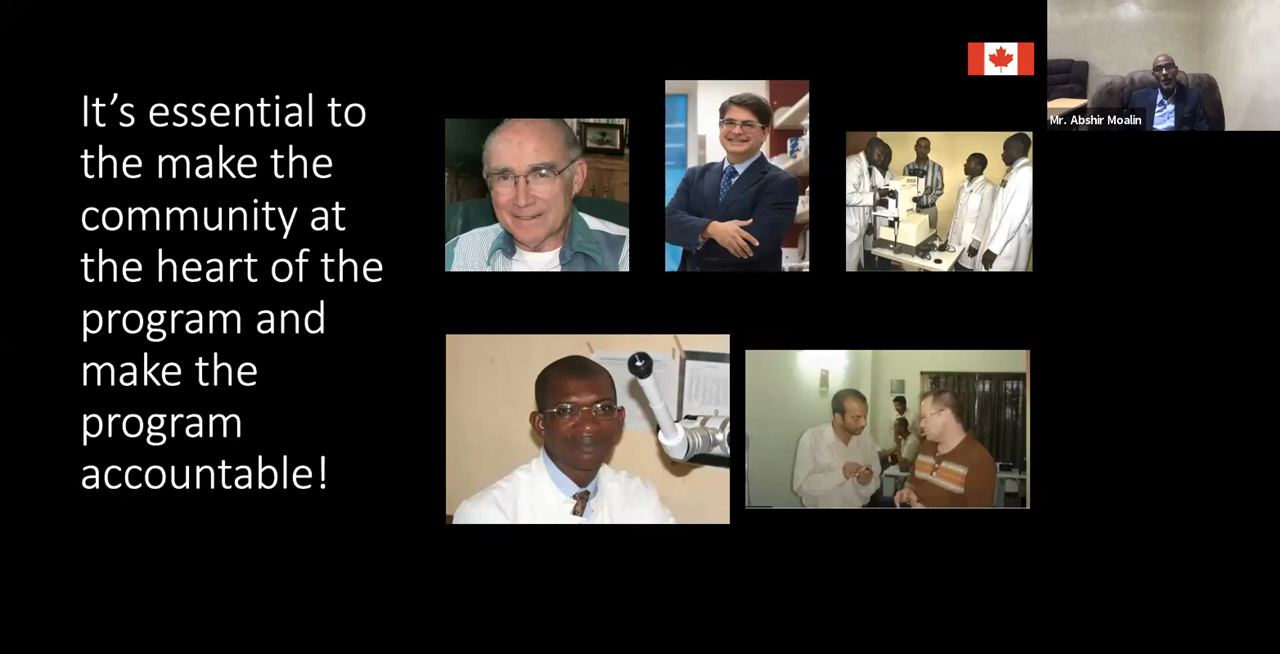 It’s essential to
the make the
community at
the heart of the
program and
make the
program
accountable!
Mr. Abshir Moalin